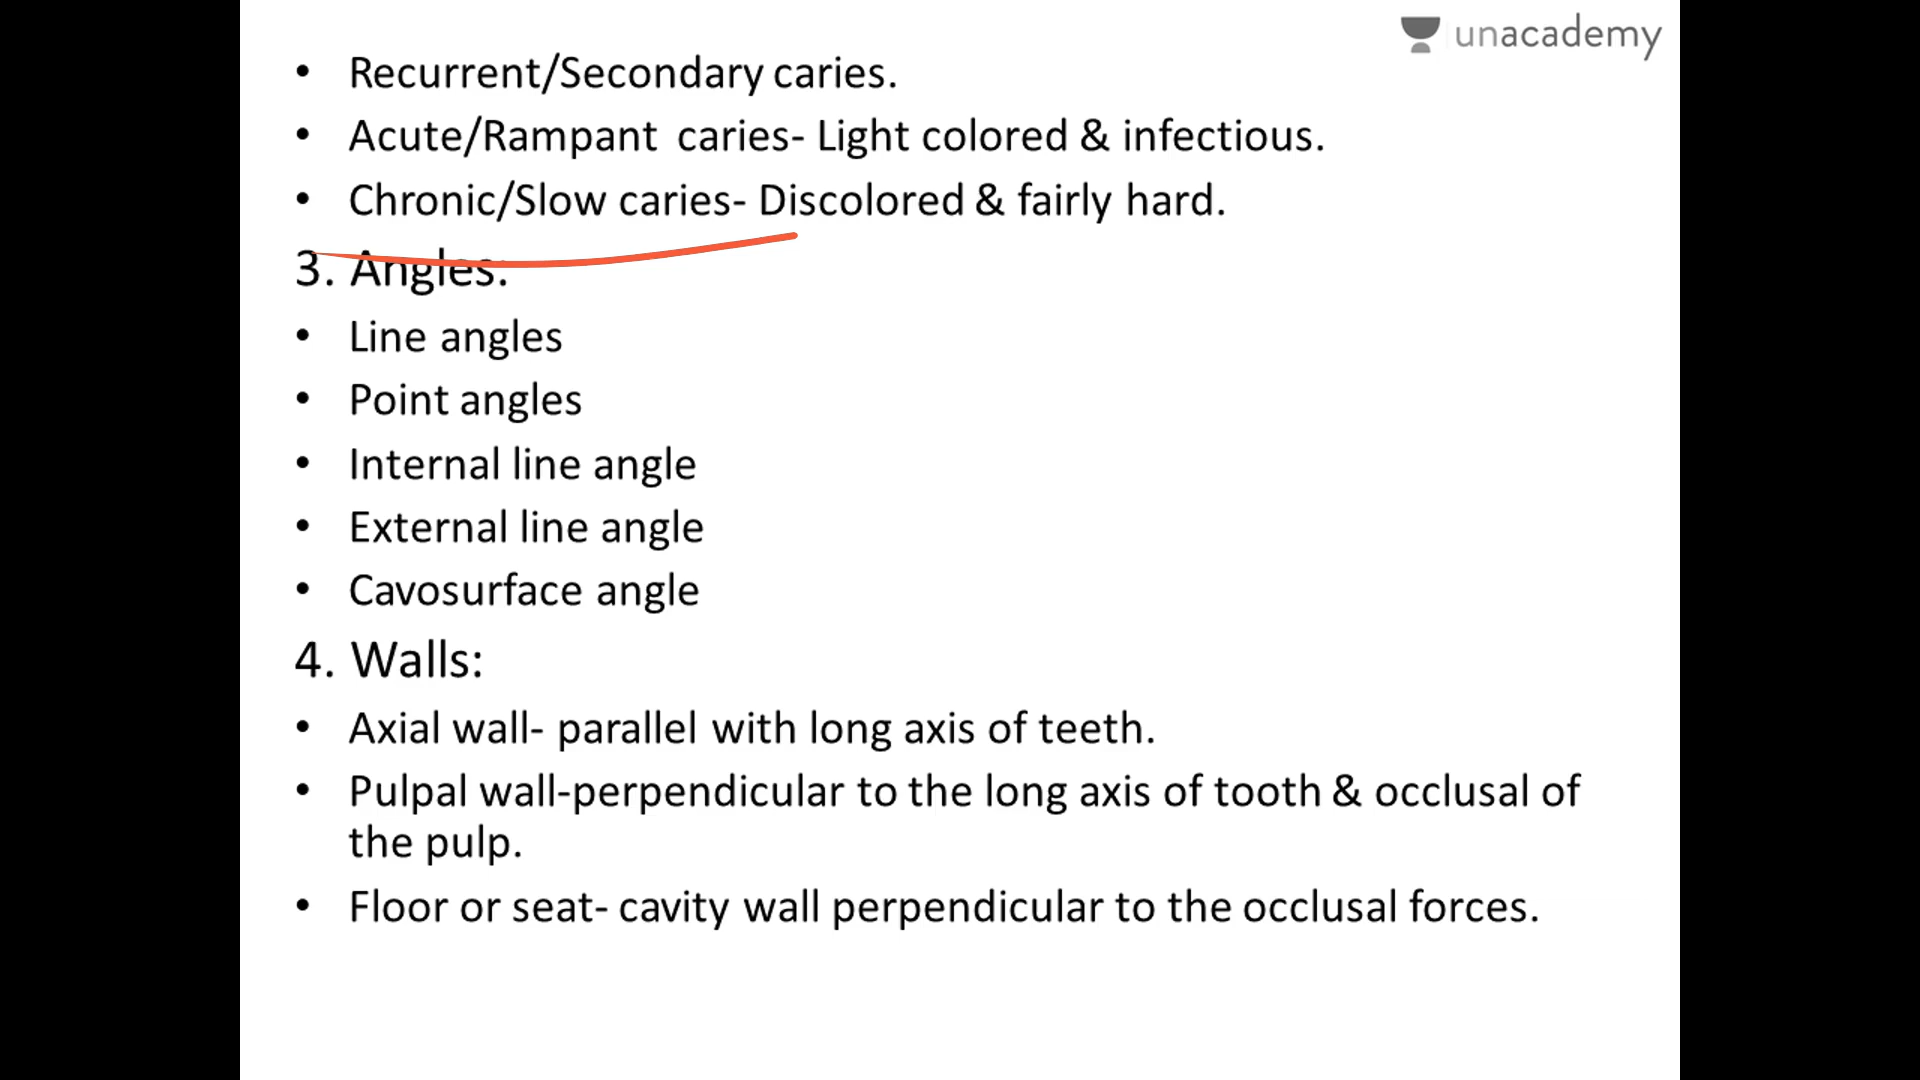 unacademy
• Recurrent/Secondary caries.
• Acute/Rampant caries- Light colored & infectious.
• Chronic/Slow caries- Discolored & fairly hard.
3. Angles:
• Line angles
• Point angles
• Internal line angle
• External line angle
• Cavosurface angle
4. Walls:
• Axial wall- parallel with long axis of teeth.
• Pulpal wall-perpendicular to the long axis of tooth & occlusal of
the pulp.
• Floor or seat- cavity wall perpendicular to the occlusal forces.